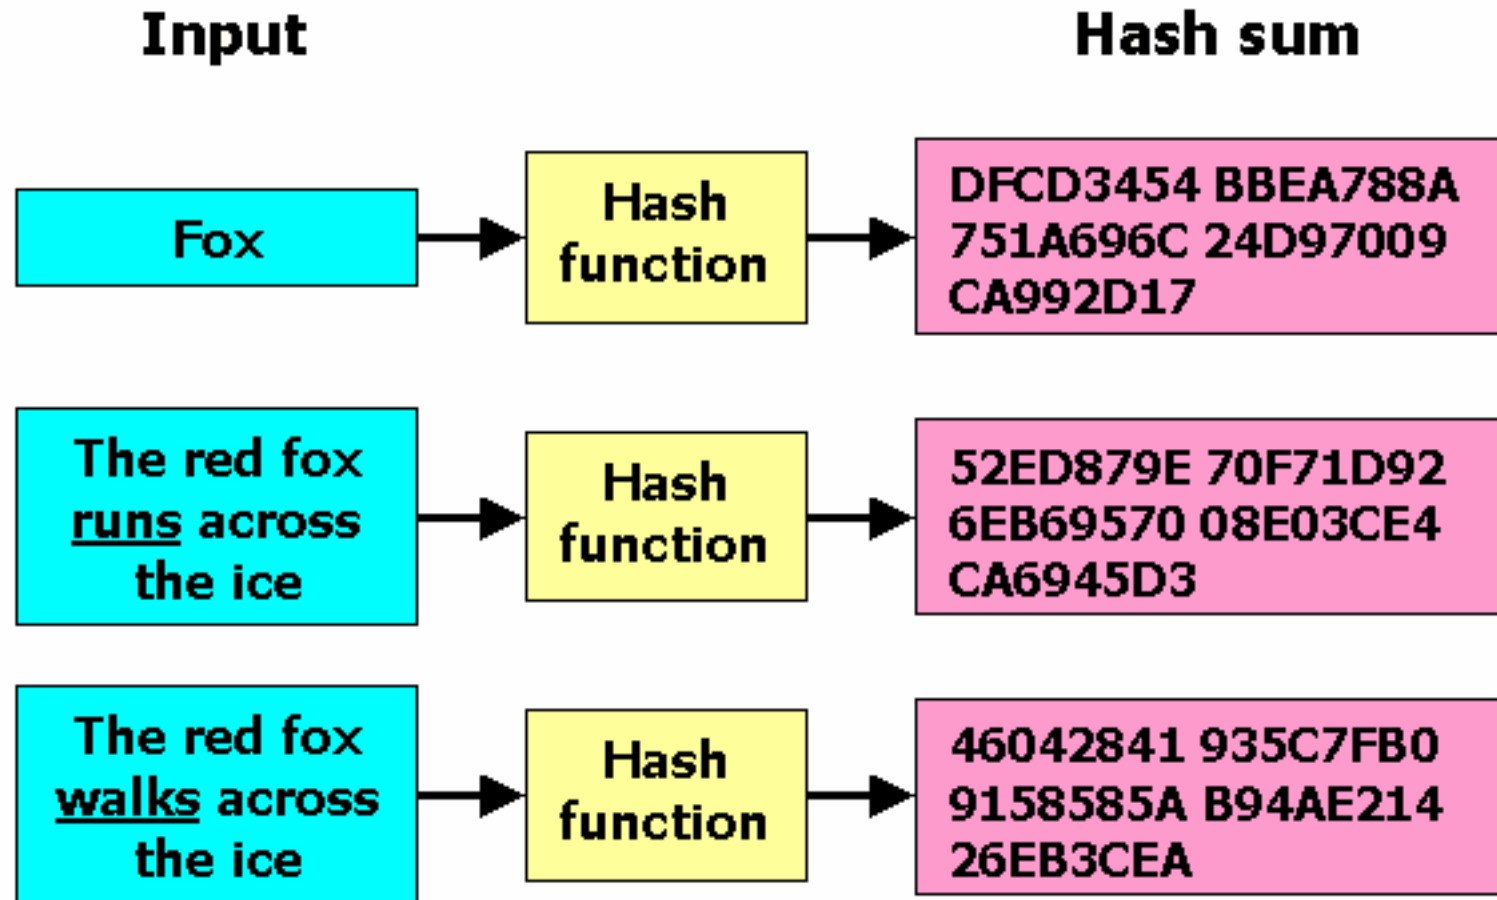 Input
Hash sum
Fox
Hash
function
DFCD3454 BBEA788A
751A696C 24D97009
CA992D17
The red fox
runs across
the ice
Hash
function
52ED879E 70F71D92
6EB69570 08E03CE4
CA6945D3
The red fox
walks across
the ice
Hash
function
46042841 935C7FB0
9158585A B94AE214
26EB3CEA